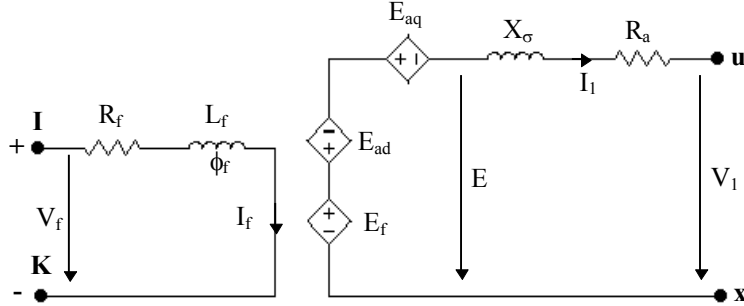 E_aq
+ −
X_σ
R_a
u
I_1
I
+
R_f
L_f
ϕ_f
−
+
E_ad
V_f
I_f
+
−
E_f
E
V_1
K
-
x